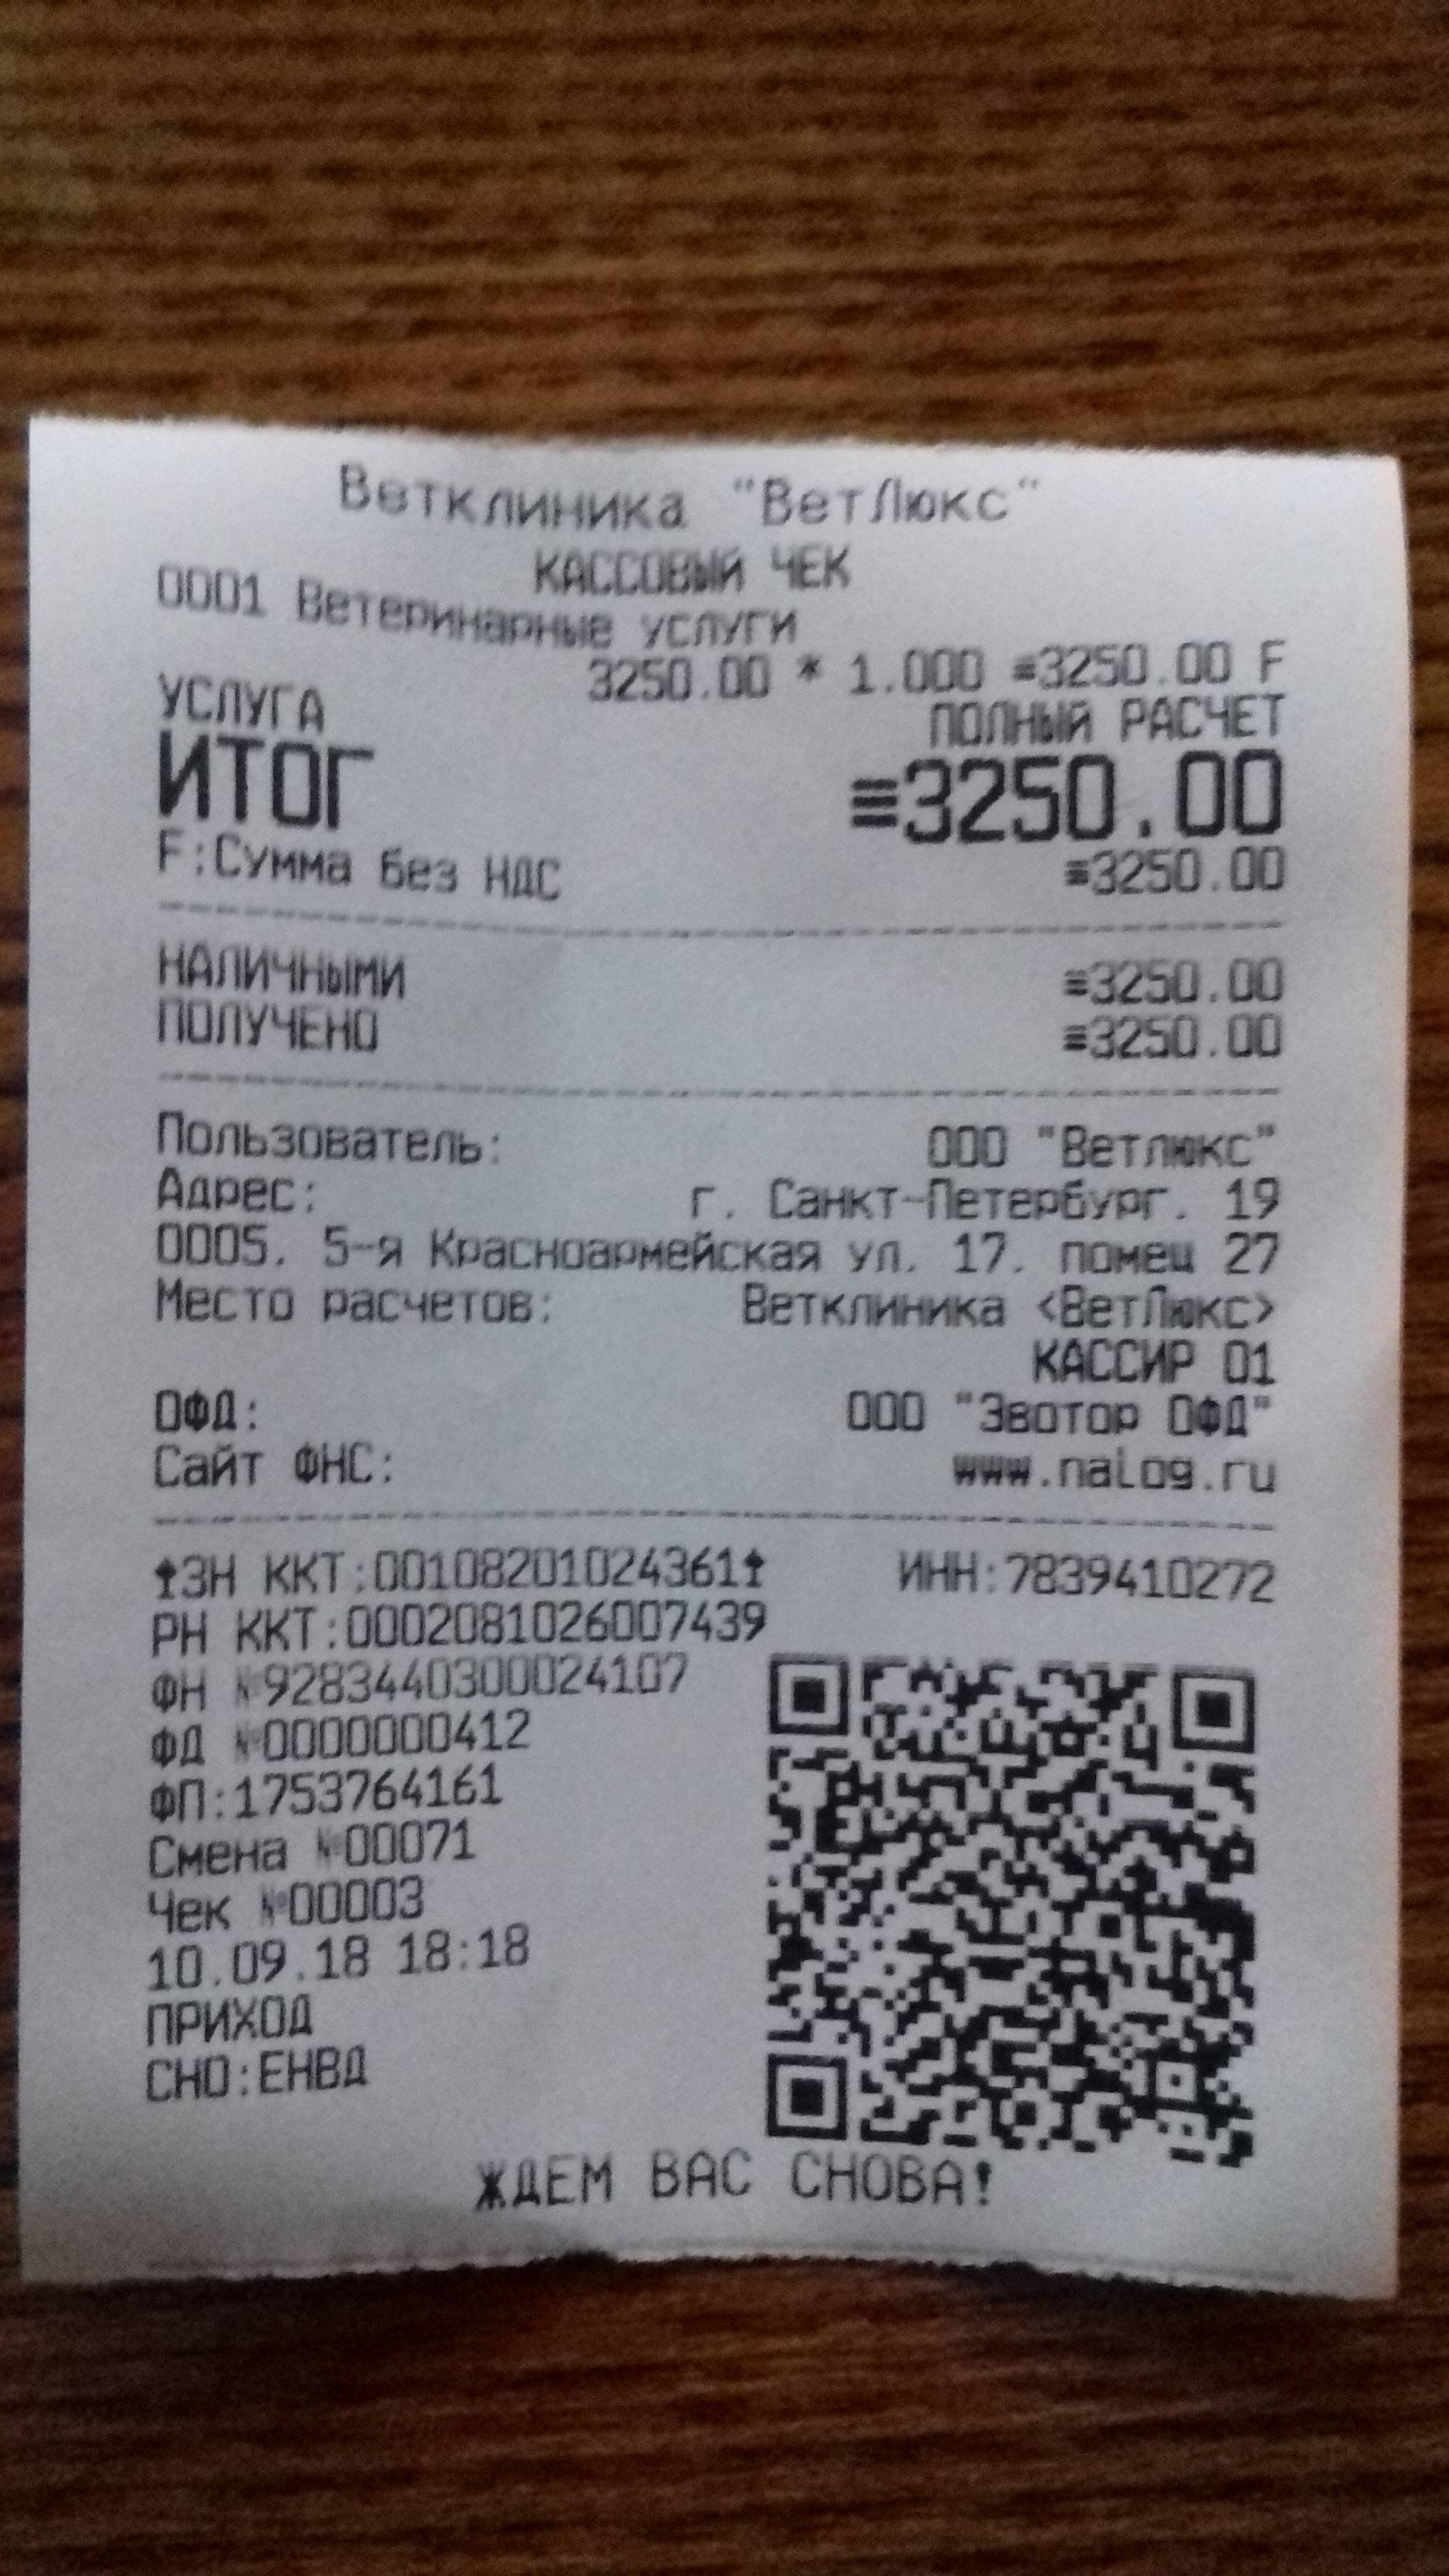 Ветклиника "ВетЛюкс"
КАССОВЫЙ ЧЕК
0001 Ветеринарные услуги
3250.00 * 1.000 ≡3250.00 F
УСЛУГА ПОЛНЫЙ РАСЧЕТ
ИТОГ ≡3250.00
F:Сумма без НДС ≡3250.00
НАЛИЧНЫМИ ≡3250.00
ПОЛУЧЕНО ≡3250.00
Пользователь: ООО "Ветлюкс"
Адрес: г. Санкт-Петербург. 19
0005. 5-я Красноармейская ул. 17. помещ 27
Место расчетов: Ветклиника <ВетЛюкс>
КАССИР 01
ОФД: ООО "Эвотор ОФД"
Сайт ФНС: www.nalog.ru
ЗН ККТ:00108201024361 ИНН:7839410272
РН ККТ:0002081026007439
ФН №9283440300024107
ФД №0000000412
ФП:1753764161
Смена №00071
Чек №00003
10.09.18 18:18
ПРИХОД
СНО:ЕНВД
ЖДЕМ ВАС СНОВА!